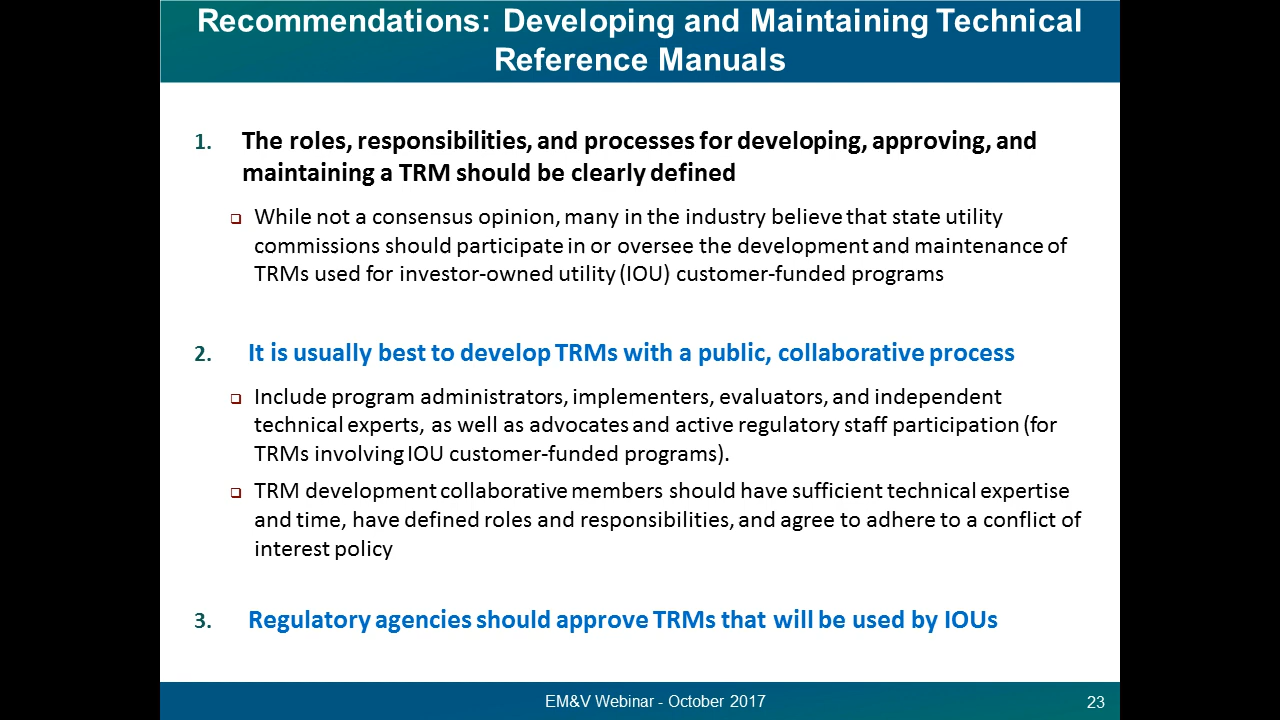 Recommendations: Developing and Maintaining Technical
Reference Manuals
1. The roles, responsibilities, and processes for developing, approving, and
maintaining a TRM should be clearly defined
While not a consensus opinion, many in the industry believe that state utility
commissions should participate in or oversee the development and maintenance of
TRMs used for investor-owned utility (IOU) customer-funded programs
2. It is usually best to develop TRMs with a public, collaborative process
Include program administrators, implementers, evaluators, and independent
technical experts, as well as advocates and active regulatory staff participation (for
TRMs involving IOU customer-funded programs).
TRM development collaborative members should have sufficient technical expertise
and time, have defined roles and responsibilities, and agree to adhere to a conflict of
interest policy
3. Regulatory agencies should approve TRMs that will be used by IOUs
EM&V Webinar - October 2017
23